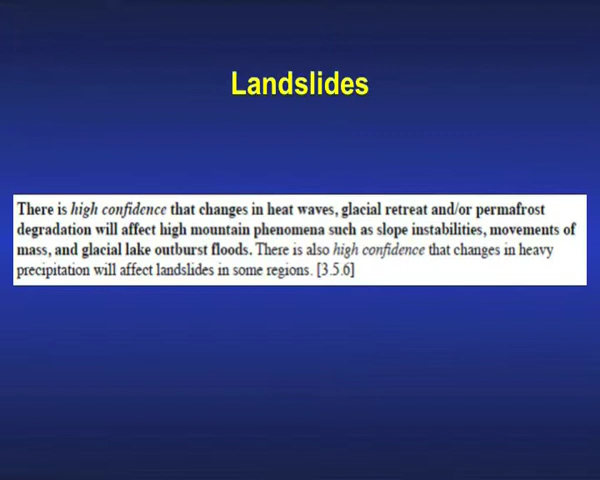 Landslides
There is high confidence that changes in heat waves, glacial retreat and/or permafrost
degradation will affect high mountain phenomena such as slope instabilities, movements of
mass, and glacial lake outburst floods. There is also high confidence that changes in heavy
precipitation will affect landslides in some regions. [3.5.6]